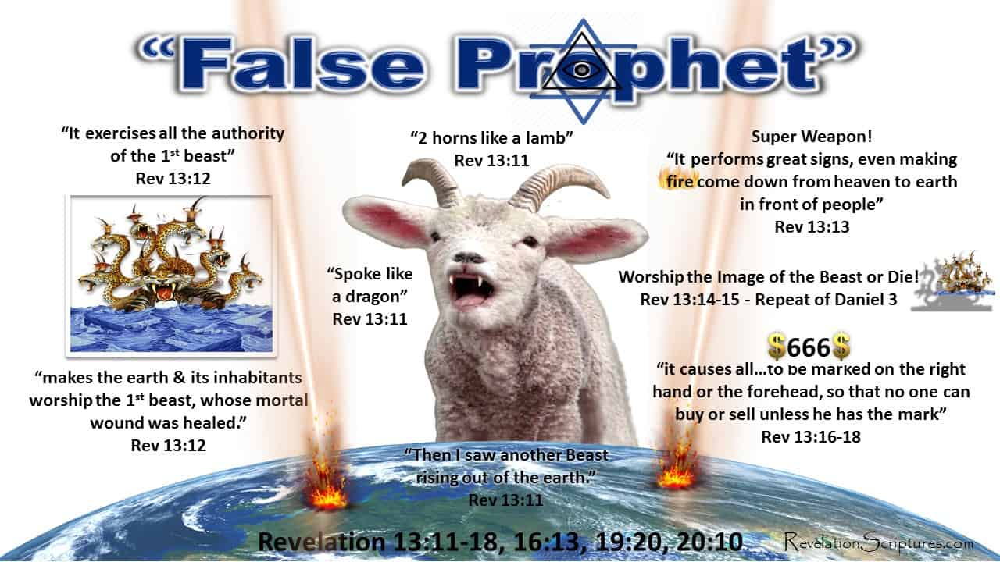 “False Prophet”
“It exercises all the authority
of the 1st beast”
Rev 13:12
“2 horns like a lamb”
Rev 13:11
Super Weapon!
“It performs great signs, even making
fire come down from heaven to earth
in front of people”
Rev 13:13
“Spoke like
a dragon”
Rev 13:11
Worship the Image of the Beast or Die!
Rev 13:14-15 - Repeat of Daniel 3
$666$
“it causes all...to be marked on the right
hand or the forehead, so that no one can
buy or sell unless he has the mark”
Rev 13:16-18
“makes the earth & its inhabitants
worship the 1st beast, whose mortal
wound was healed.”
Rev 13:12
“Then I saw another Beast
rising out of the earth.”
Rev 13:11
Revelation 13:11-18, 16:13, 19:20, 20:10
RevelationScriptures.com